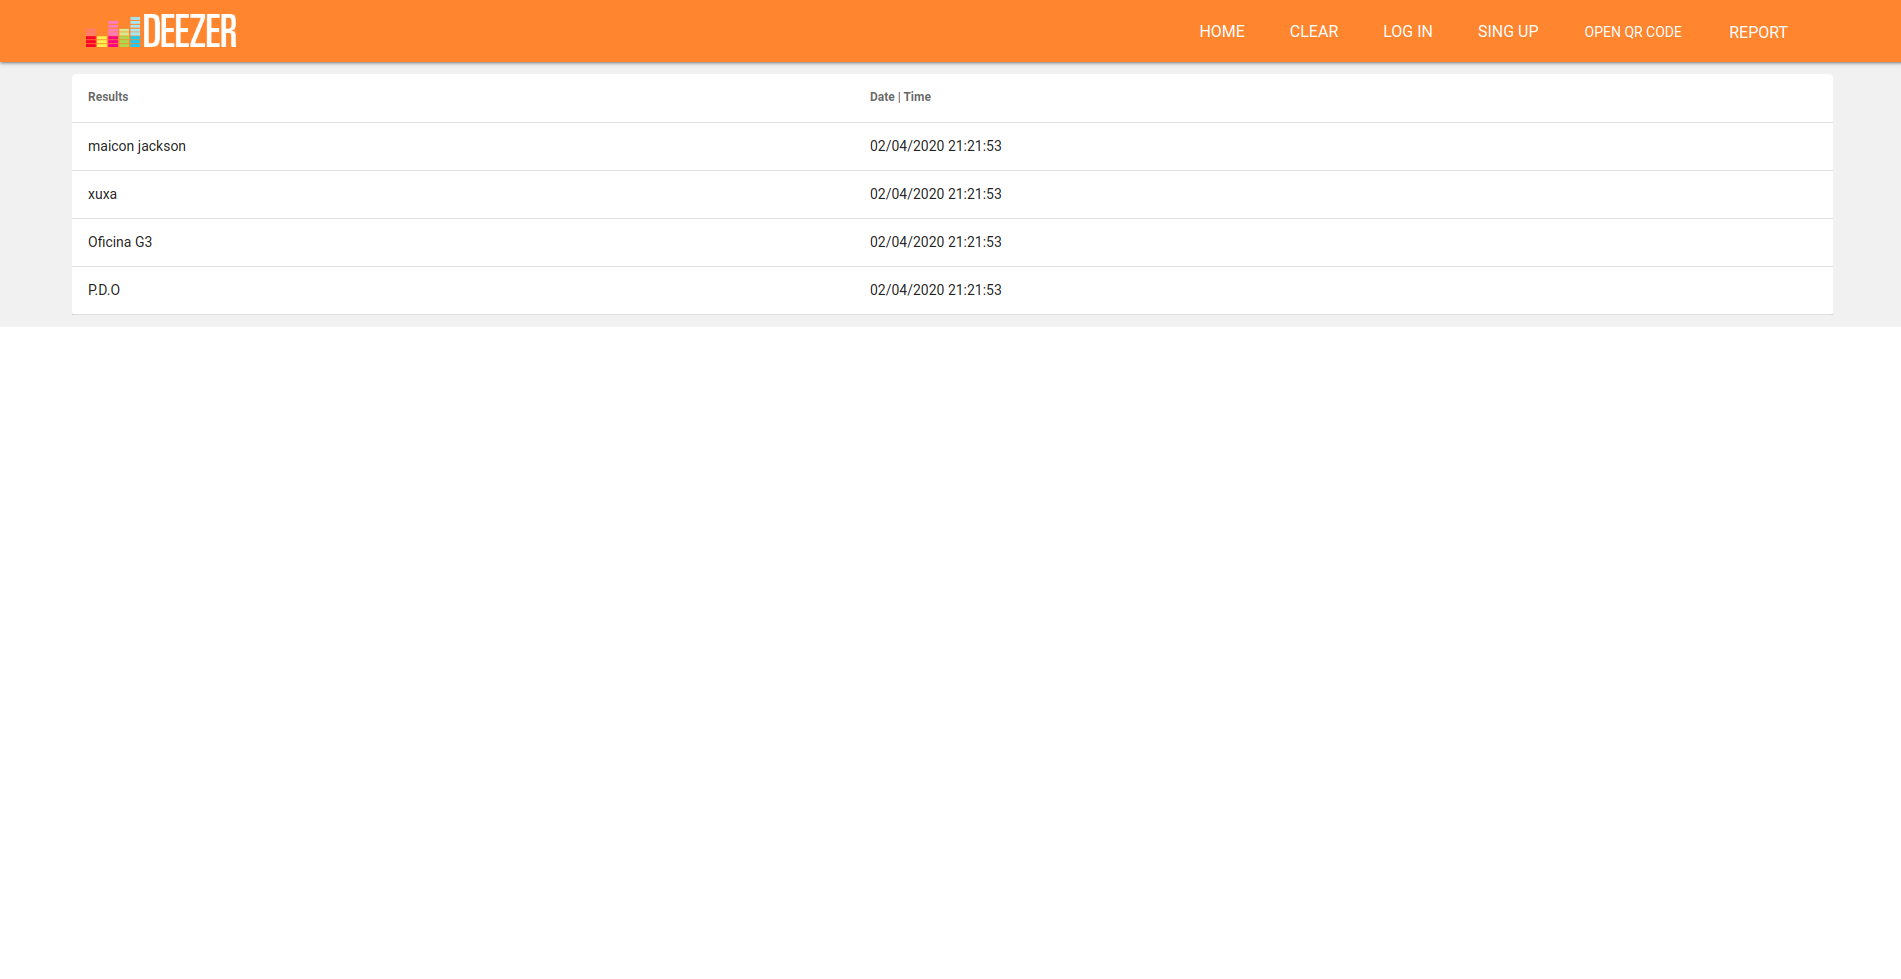 DEEZER HOME CLEAR LOG IN SING UP OPEN QR CODE REPORT
Results Date | Time
maicon jackson 02/04/2020 21:21:53
xuxa 02/04/2020 21:21:53
Oficina G3 02/04/2020 21:21:53
P.D.O 02/04/2020 21:21:53